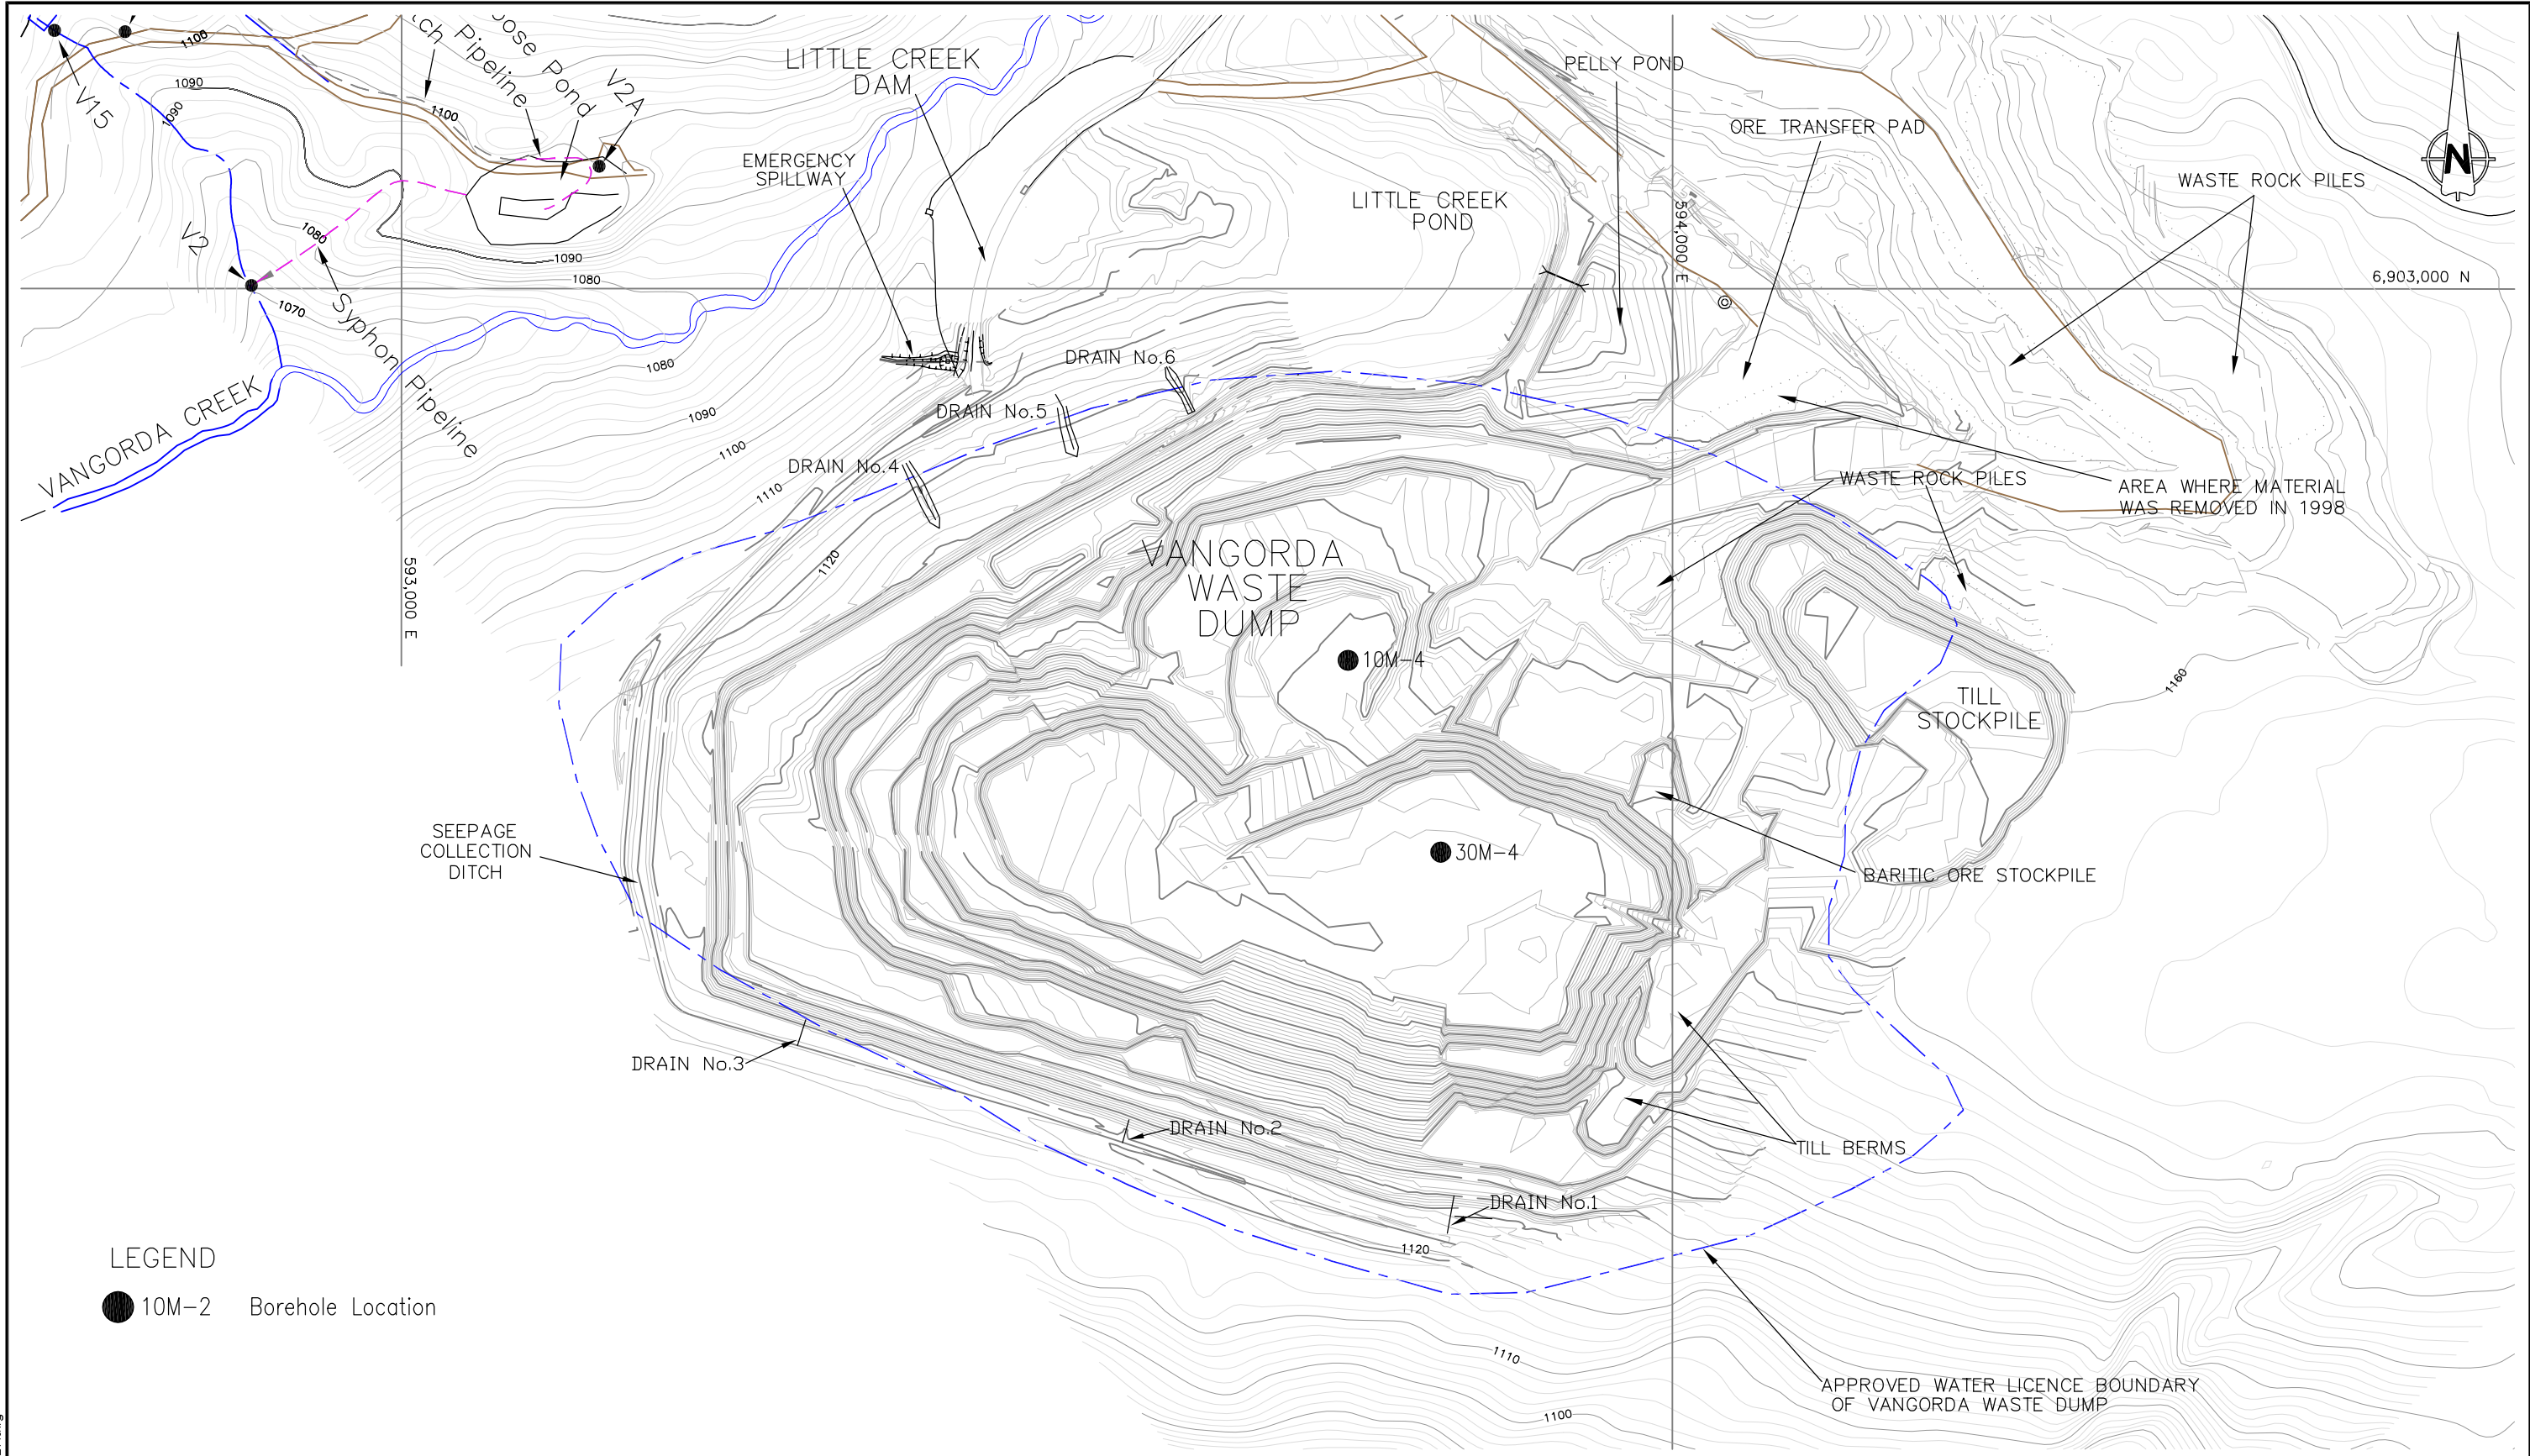 1100
V15
1090
1090
Pipeline
Pond
V2A
1100
LITTLE CREEK
DAM
EMERGENCY
SPILLWAY
PELLY POND
ORE TRANSFER PAD
WASTE ROCK PILES
N
LITTLE CREEK
POND
594,000 E
6,903,000 N
V2
1080
1090
1080
1070
Syphon Pipeline
1080
VANGORDA CREEK
1090
1100
1110
1120
593,000 E
DRAIN No.6
DRAIN No.5
DRAIN No.4
WASTE ROCK PILES
AREA WHERE MATERIAL
WAS REMOVED IN 1998
VANGORDA
WASTE
DUMP
10M-4
1160
TILL
STOCKPILE
SEEPAGE
COLLECTION
DITCH
30M-4
BARITIC ORE STOCKPILE
DRAIN No.3
DRAIN No.2
TILL BERMS
DRAIN No.1
1120
LEGEND
10M-2 Borehole Location
1110
1100
APPROVED WATER LICENCE BOUNDARY
OF VANGORDA WASTE DUMP